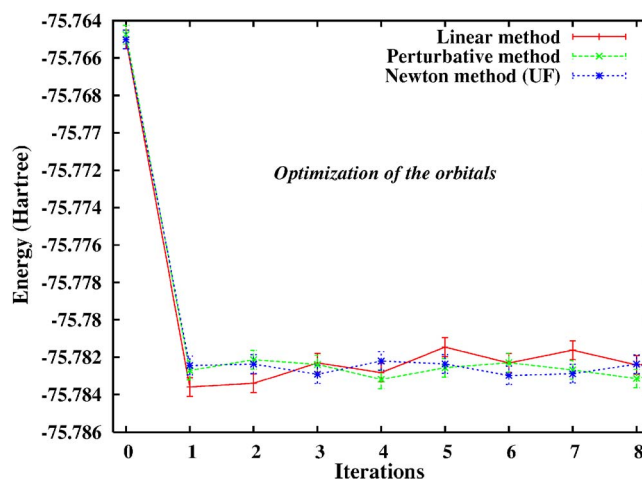 -75.764
-75.766
-75.768
-75.77
-75.772
-75.774
-75.776
-75.778
-75.78
-75.782
-75.784
-75.786
Energy (Hartree)
Linear method
Perturbative method
Newton method (UF)
Optimization of the orbitals
0 1 2 3 4 5 6 7 8
Iterations